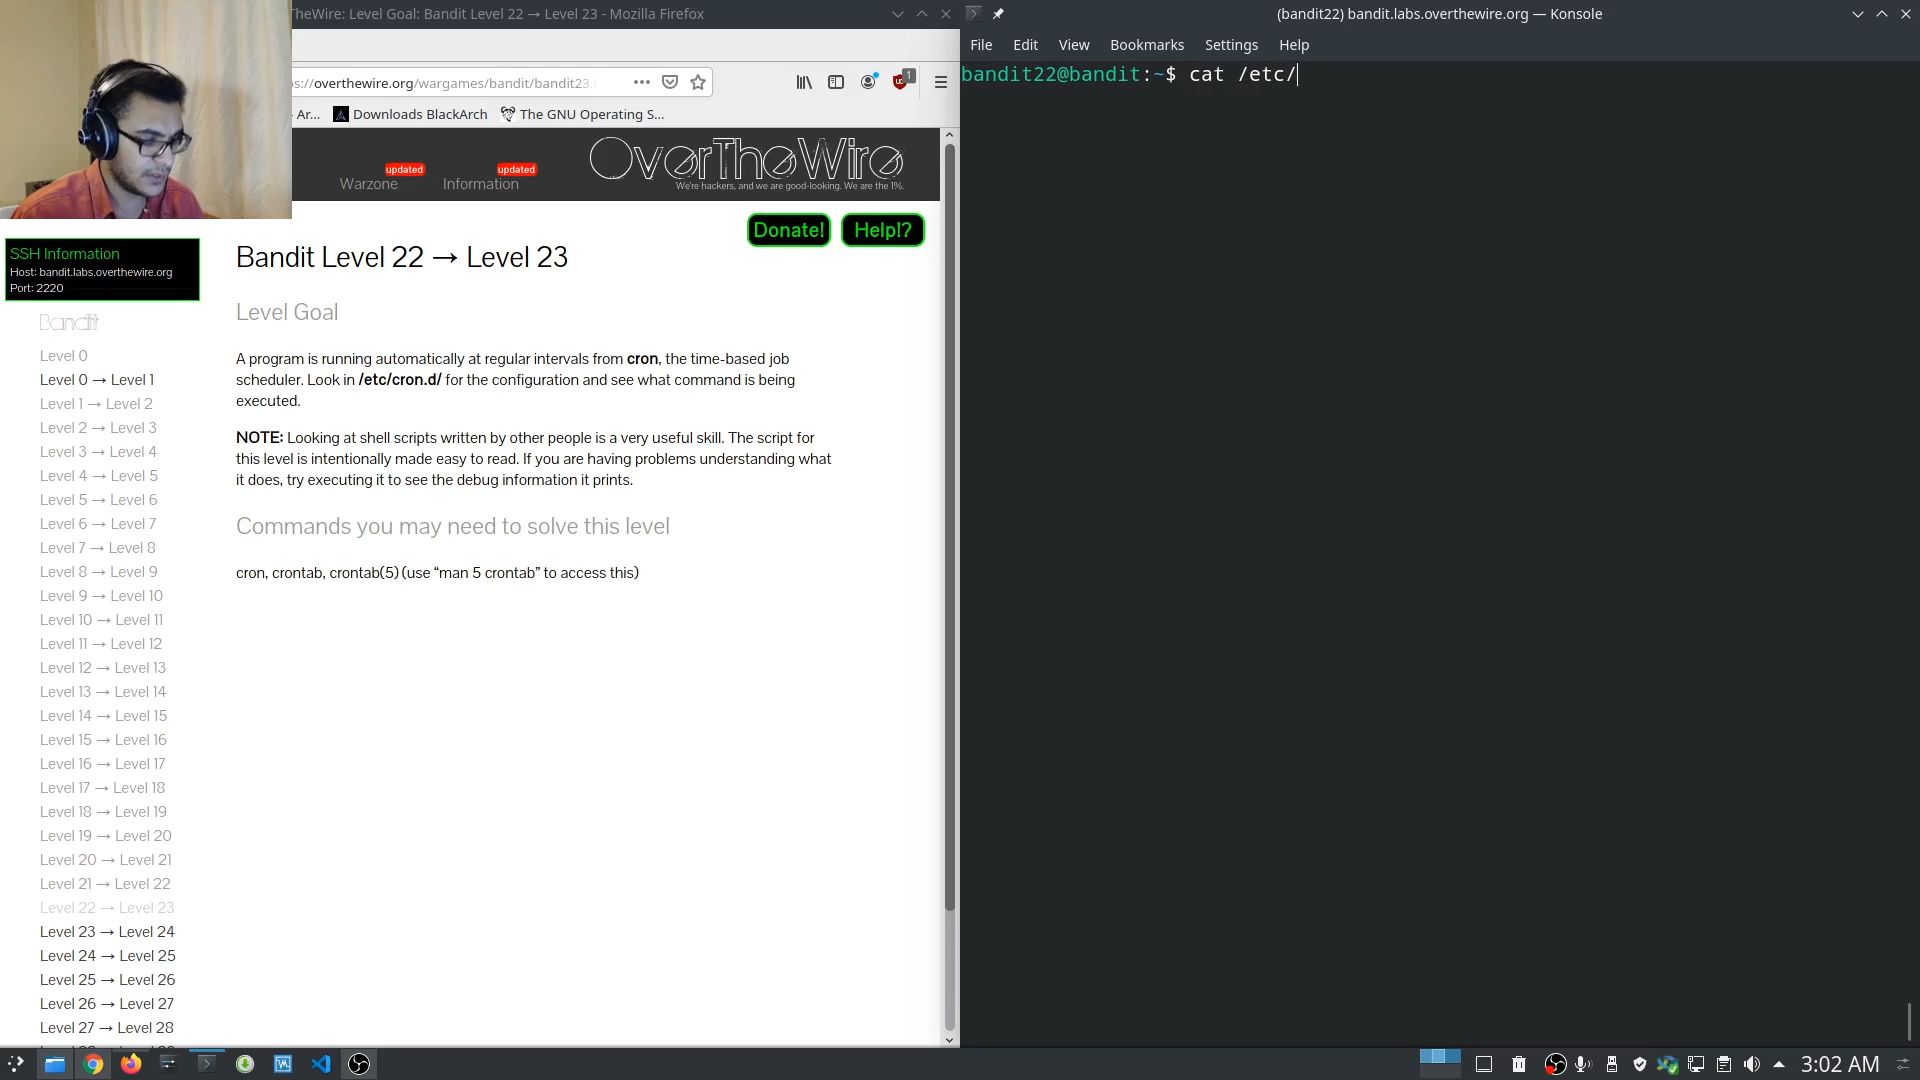 TheWire: Level Goal: Bandit Level 22 → Level 23 - Mozilla Firefox
s://overthewire.org/wargames/bandit/bandit23.
1
Ar...
Downloads BlackArch
The GNU Operating S...
Warzone
updated
Information
updated
OverTheWire
We're hackers, and we are good-looking. We are the 1%.
Donate!
Help!?
SSH Information
Host: bandit.labs.overthewire.org
Port: 2220
Bandit
Level 0
Level 0 → Level 1
Level 1 → Level 2
Level 2 → Level 3
Level 3 → Level 4
Level 4 → Level 5
Level 5 → Level 6
Level 6 → Level 7
Level 7 → Level 8
Level 8 → Level 9
Level 9 → Level 10
Level 10 → Level 11
Level 11 → Level 12
Level 12 → Level 13
Level 13 → Level 14
Level 14 → Level 15
Level 15 → Level 16
Level 16 → Level 17
Level 17 → Level 18
Level 18 → Level 19
Level 19 → Level 20
Level 20 → Level 21
Level 21 → Level 22
Level 22 → Level 23
Level 23 → Level 24
Level 24 → Level 25
Level 25 → Level 26
Level 26 → Level 27
Level 27 → Level 28
Bandit Level 22 → Level 23
Level Goal
A program is running automatically at regular intervals from cron, the time-based job
scheduler. Look in /etc/cron.d/ for the configuration and see what command is being
executed.
NOTE: Looking at shell scripts written by other people is a very useful skill. The script for
this level is intentionally made easy to read. If you are having problems understanding what
it does, try executing it to see the debug information it prints.
Commands you may need to solve this level
cron, crontab, crontab(5) (use “man 5 crontab” to access this)
(bandit22) bandit.labs.overthewire.org — Konsole
File Edit View Bookmarks Settings Help
bandit22@bandit:~$ cat /etc/
3:02 AM